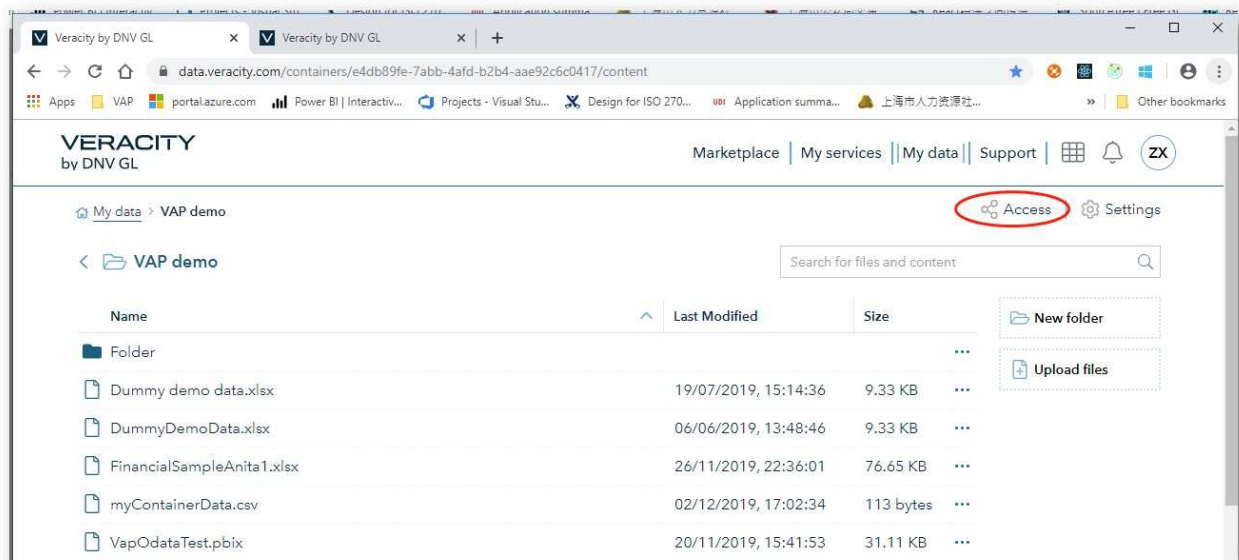 Veracity by DNV GL
Veracity by DNV GL
data.veracity.com/containers/e4db89fe-7abb-4afd-b2b4-aae92c6c0417/content
Apps VAP portal.azure.com Power BI | Interactiv... Projects - Visual Stu... Design for ISO 270... UDI Application summa... 上海市人力资源社... » Other bookmarks
VERACITY
by DNV GL
Marketplace My services My data Support ZX
My data > VAP demo
Access Settings
VAP demo
Search for files and content
Name Last Modified Size
New folder
Folder
Upload files
Dummy demo data.xlsx 19/07/2019, 15:14:36 9.33 KB
DummyDemoData.xlsx 06/06/2019, 13:48:46 9.33 KB
FinancialSampleAnita1.xlsx 26/11/2019, 22:36:01 76.65 KB
myContainerData.csv 02/12/2019, 17:02:34 113 bytes
VapOdataTest.pbix 20/11/2019, 15:41:53 31.11 KB